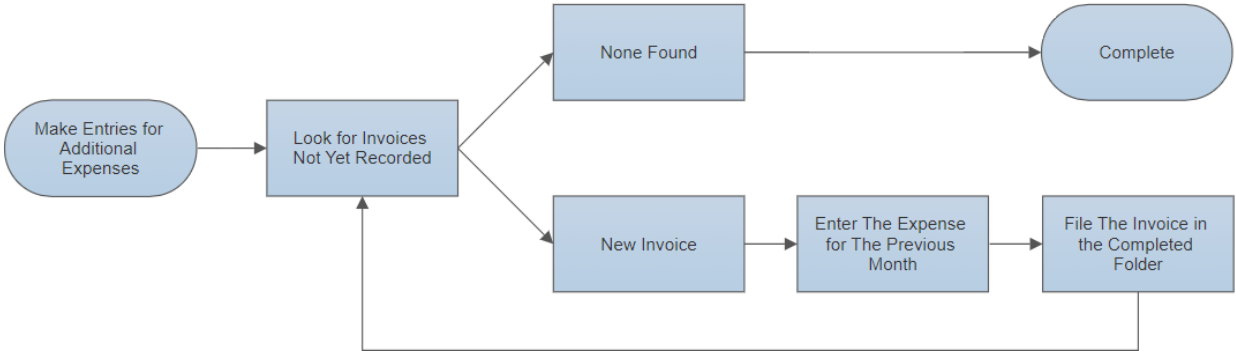 None Found
Complete
Make Entries for
Additional
Expenses
Look for Invoices
Not Yet Recorded
New Invoice
Enter The Expense
for The Previous
Month
File The Invoice in
the Completed
Folder